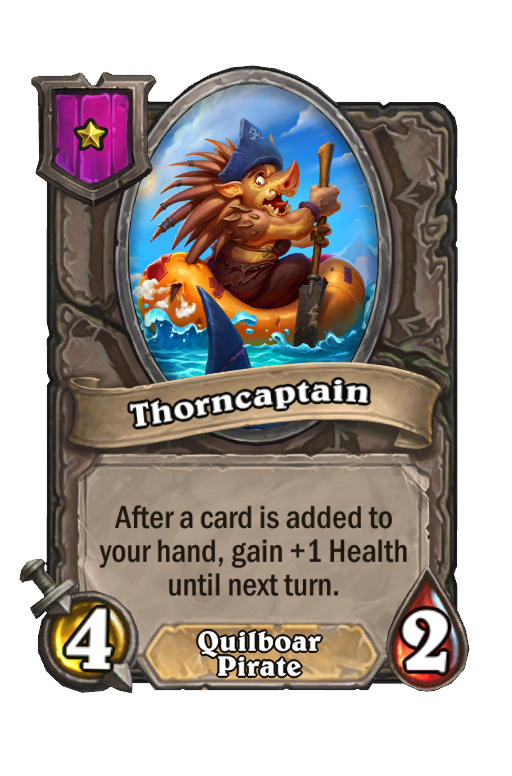 Thorncaptain
After a card is added to
your hand, gain +1 Health
until next turn.
4
Quilboar
Pirate
2